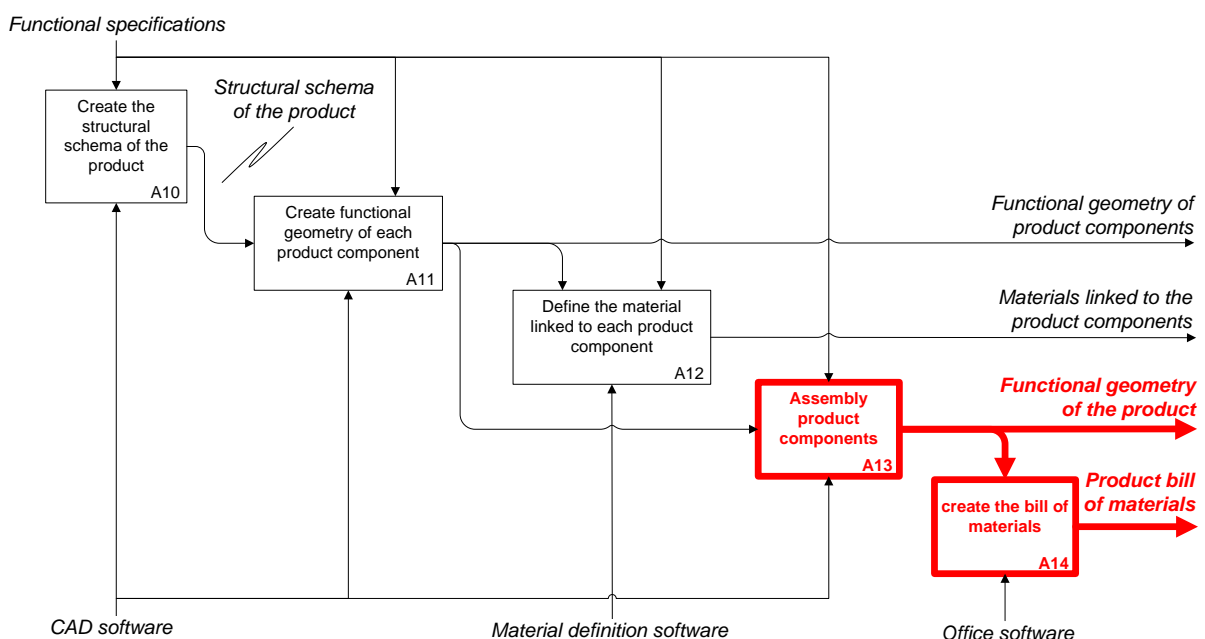 Functional specifications
Create the
structural
schema of the
product
A10
Structural schema
of the product
Create functional
geometry of each
product component
A11
Functional geometry of
product components
Define the material
linked to each product
component
A12
Materials linked to the
product components
Assembly
product
components
A13
Functional geometry
of the product
create the bill of
materials
A14
Product bill
of materials
CAD software
Material definition software
Office software